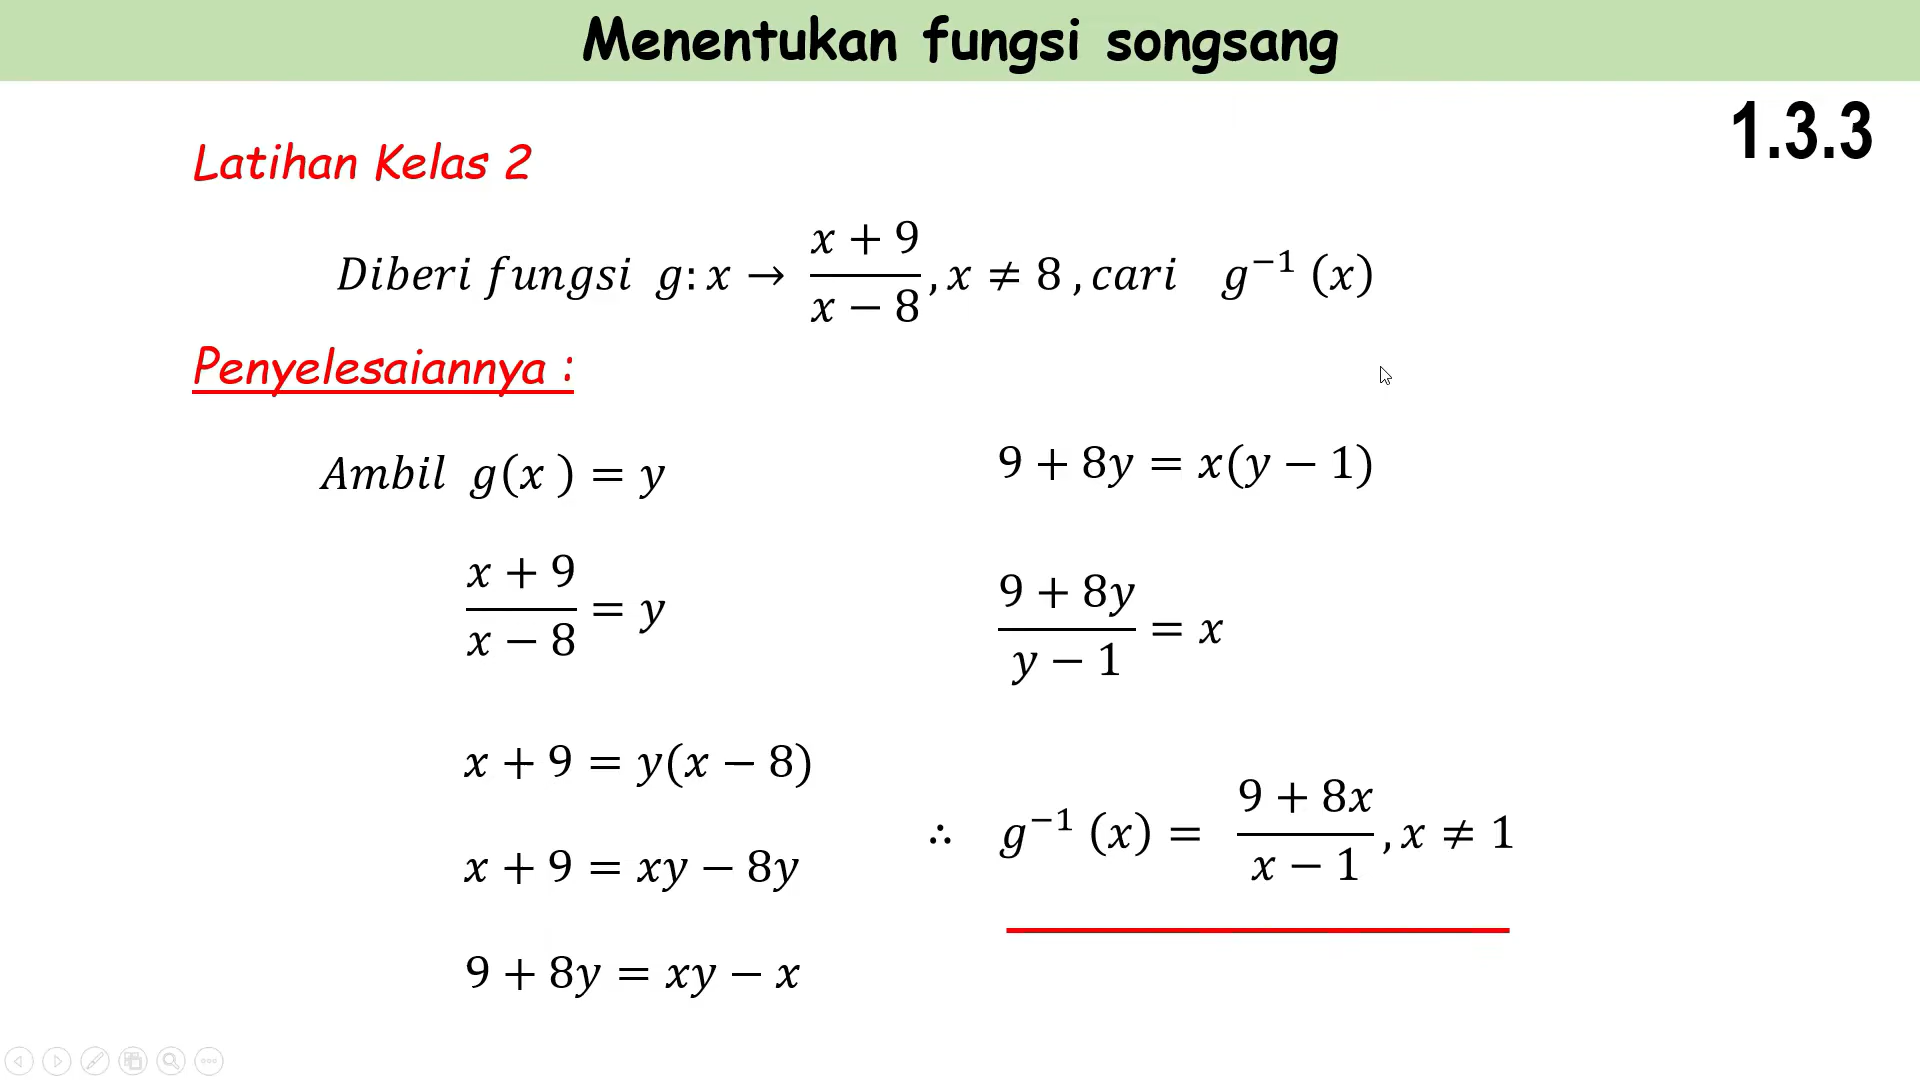 Menentukan fungsi songsang
1.3.3
Latihan Kelas 2
Diberi fungsi g: x → (x + 9)/(x − 8), x ≠ 8 , cari g⁻¹ (x)
Penyelesaiannya :
Ambil g(x ) = y
(x + 9)/(x − 8) = y
x + 9 = y(x − 8)
x + 9 = xy − 8y
9 + 8y = xy − x
9 + 8y = x(y − 1)
(9 + 8y)/(y − 1) = x
∴ g⁻¹ (x) = (9 + 8x)/(x − 1), x ≠ 1